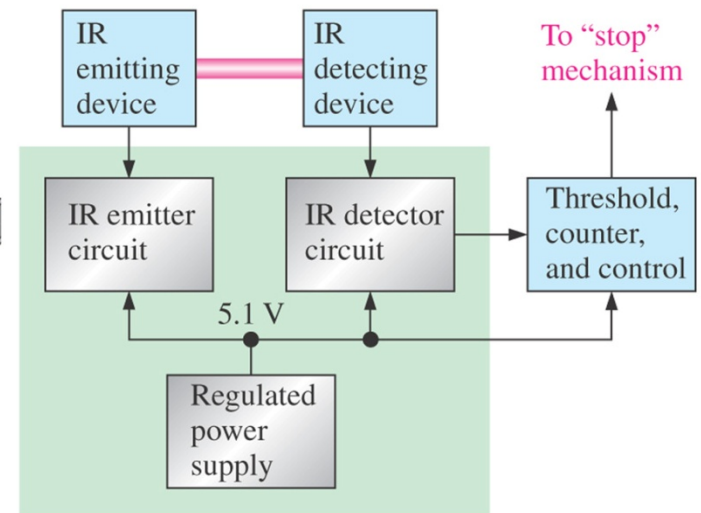 IR
emitting
device
IR
detecting
device
To “stop”
mechanism
IR emitter
circuit
IR detector
circuit
Threshold,
counter,
and control
5.1 V
Regulated
power
supply